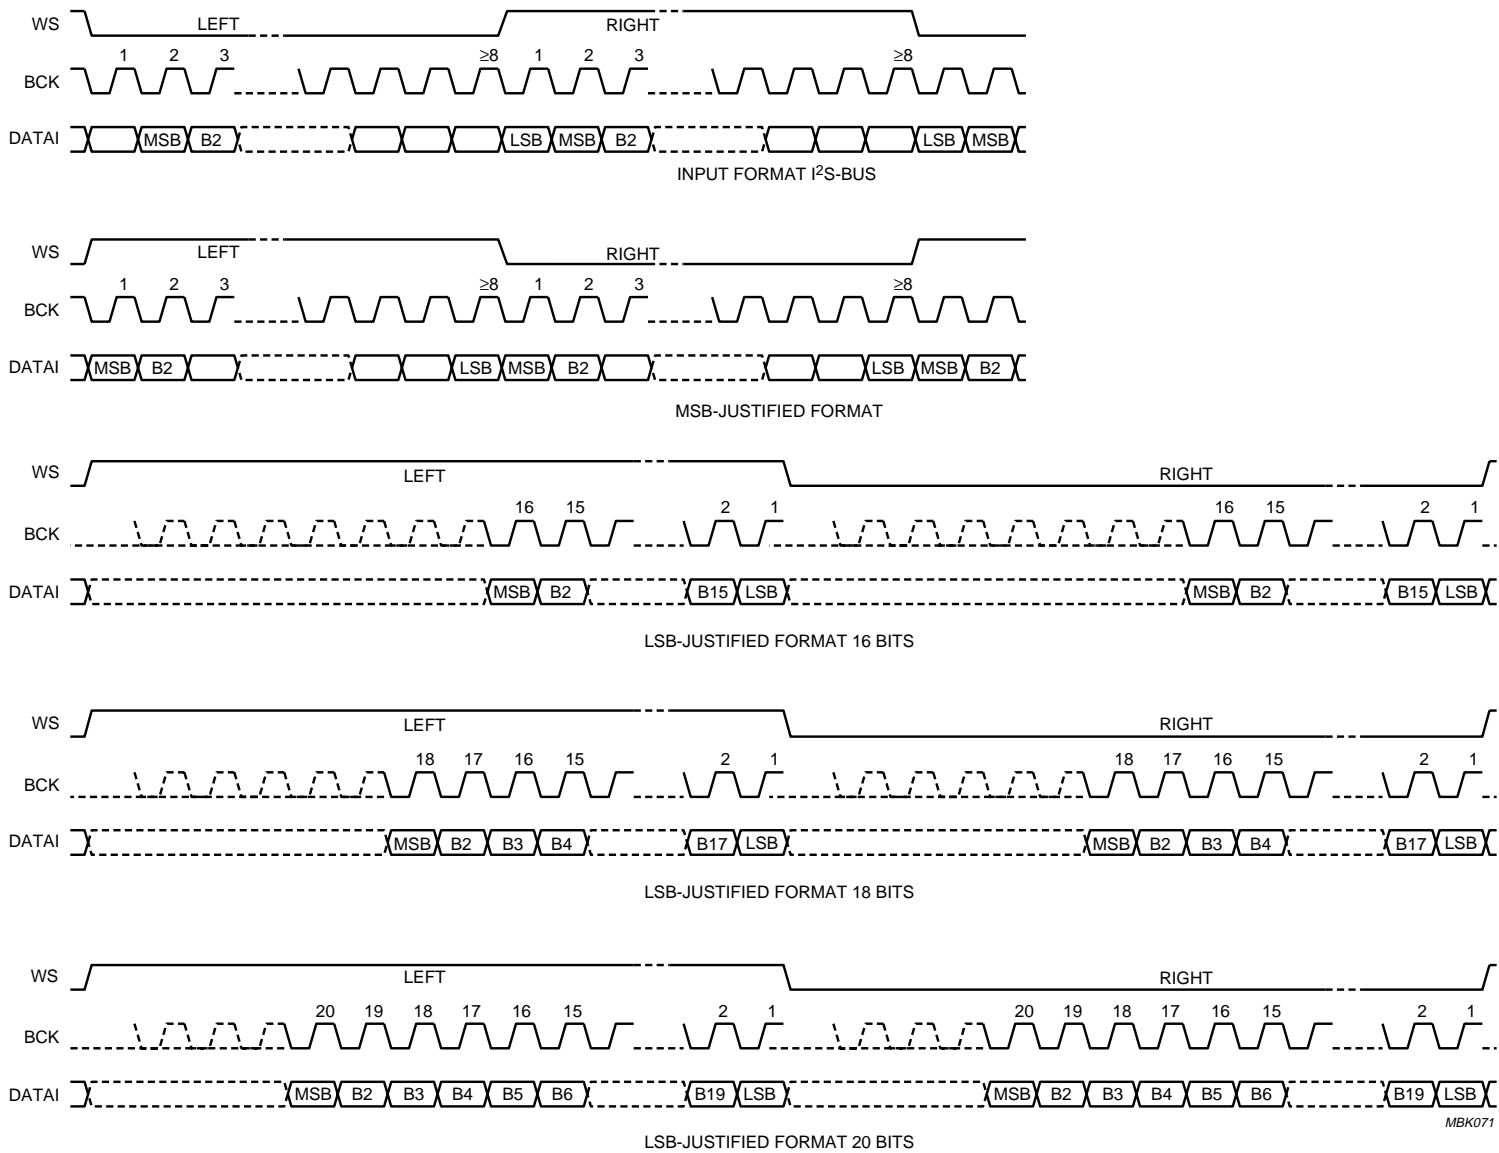 WS LEFT RIGHT
1 2 3 ≥8 1 2 3 ≥8
BCK
DATAI MSB B2 LSB MSB B2 LSB MSB
INPUT FORMAT I²S-BUS
WS LEFT RIGHT
1 2 3 ≥8 1 2 3 ≥8
BCK
DATAI MSB B2 LSB MSB B2 LSB MSB B2
MSB-JUSTIFIED FORMAT
WS LEFT RIGHT
16 15 2 1 16 15 2 1
BCK
DATAI MSB B2 B15 LSB MSB B2 B15 LSB
LSB-JUSTIFIED FORMAT 16 BITS
WS LEFT RIGHT
18 17 16 15 2 1 18 17 16 15 2 1
BCK
DATAI MSB B2 B3 B4 B17 LSB MSB B2 B3 B4 B17 LSB
LSB-JUSTIFIED FORMAT 18 BITS
WS LEFT RIGHT
20 19 18 17 16 15 2 1 20 19 18 17 16 15 2 1
BCK
DATAI MSB B2 B3 B4 B5 B6 B19 LSB MSB B2 B3 B4 B5 B6 B19 LSB
MBK071
LSB-JUSTIFIED FORMAT 20 BITS